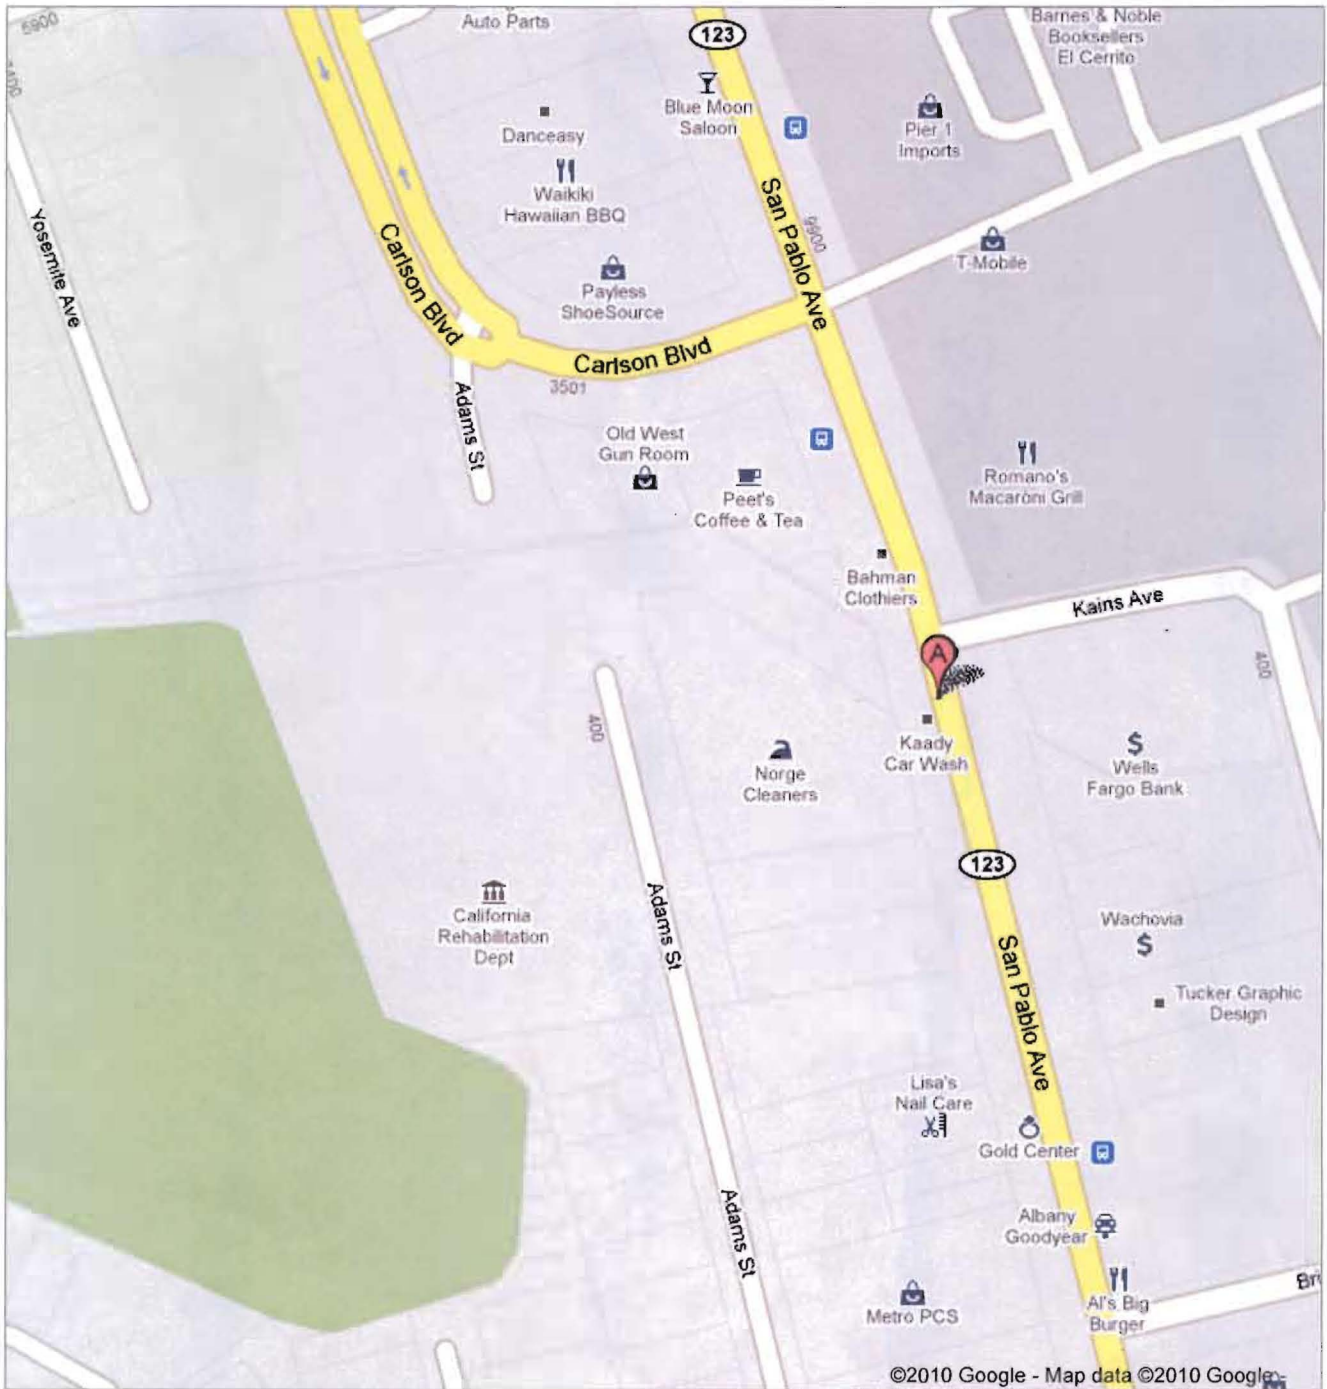 5900
Auto Parts
123
Barnes & Noble
Booksellers
El Cerrito
Blue Moon
Saloon
Danceasy
Pier 1
Imports
Waikiki
Hawaiian BBQ
San Pablo Ave
9900
Yosemite Ave
Carlson Blvd
T-Mobile
Payless
ShoeSource
Carlson Blvd
3501
Adams St
Old West
Gun Room
Peet's
Coffee & Tea
Romano's
Macaroni Grill
Bahman
Clothiers
Kains Ave
A
400
400
Kaady
Car Wash
Norge
Cleaners
Wells
Fargo Bank
123
California
Rehabilitation
Dept
Adams St
Wachovia
San Pablo Ave
Tucker Graphic
Design
Lisa's
Nail Care
Gold Center
Adams St
Albany
Goodyear
Metro PCS
Al's Big
Burger
©2010 Google - Map data ©2010 Google -